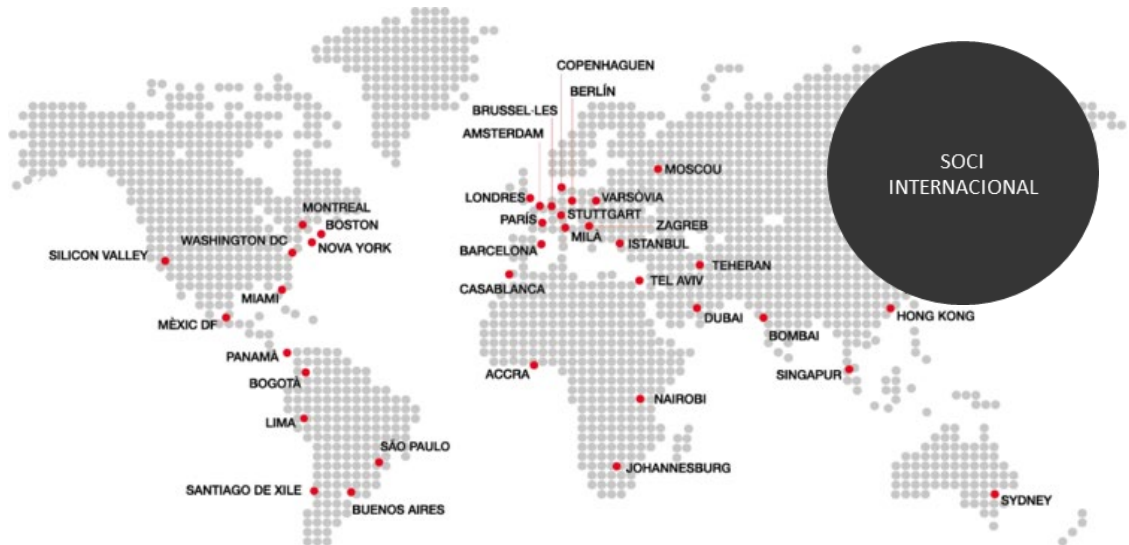 COPENHAGUEN
BERLÍN
BRUSSEL·LES
AMSTERDAM
SOCI
INTERNACIONAL
MOSCOU
LONDRES
VARSÒVIA
MONTREAL
STUTTGART
PARÍS
BOSTON
ZAGREB
MILÀ
WASHINGTON DC
NOVA YORK
ISTANBUL
BARCELONA
SILICON VALLEY
TEHERAN
TEL AVIV
CASABLANCA
MIAMI
DUBAI
HONG KONG
MÈXIC DF
BOMBAI
PANAMÀ
ACCRA
SINGAPUR
BOGOTÀ
NAIROBI
LIMA
SÃO PAULO
JOHANNESBURG
SANTIAGO DE XILE
SYDNEY
BUENOS AIRES